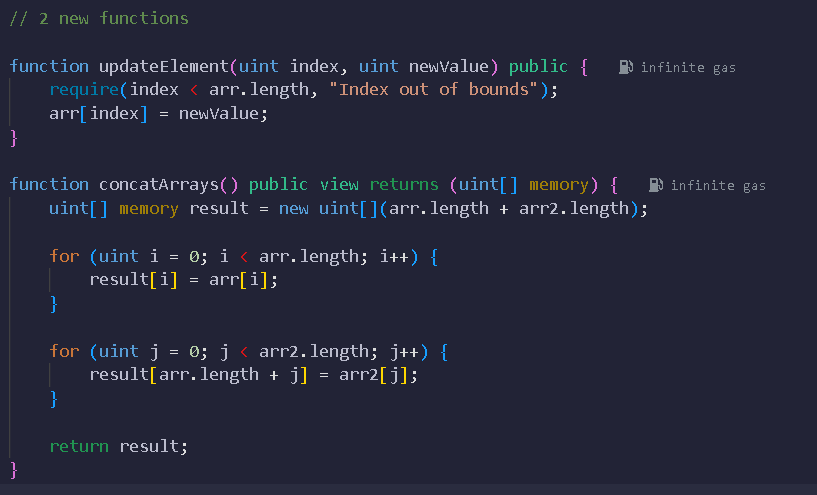 // 2 new functions
function updateElement(uint index, uint newValue) public { infinite gas
require(index < arr.length, "Index out of bounds");
arr[index] = newValue;
}
function concatArrays() public view returns (uint[] memory) { infinite gas
uint[] memory result = new uint[](arr.length + arr2.length);
for (uint i = 0; i < arr.length; i++) {
result[i] = arr[i];
}
for (uint j = 0; j < arr2.length; j++) {
result[arr.length + j] = arr2[j];
}
return result;
}